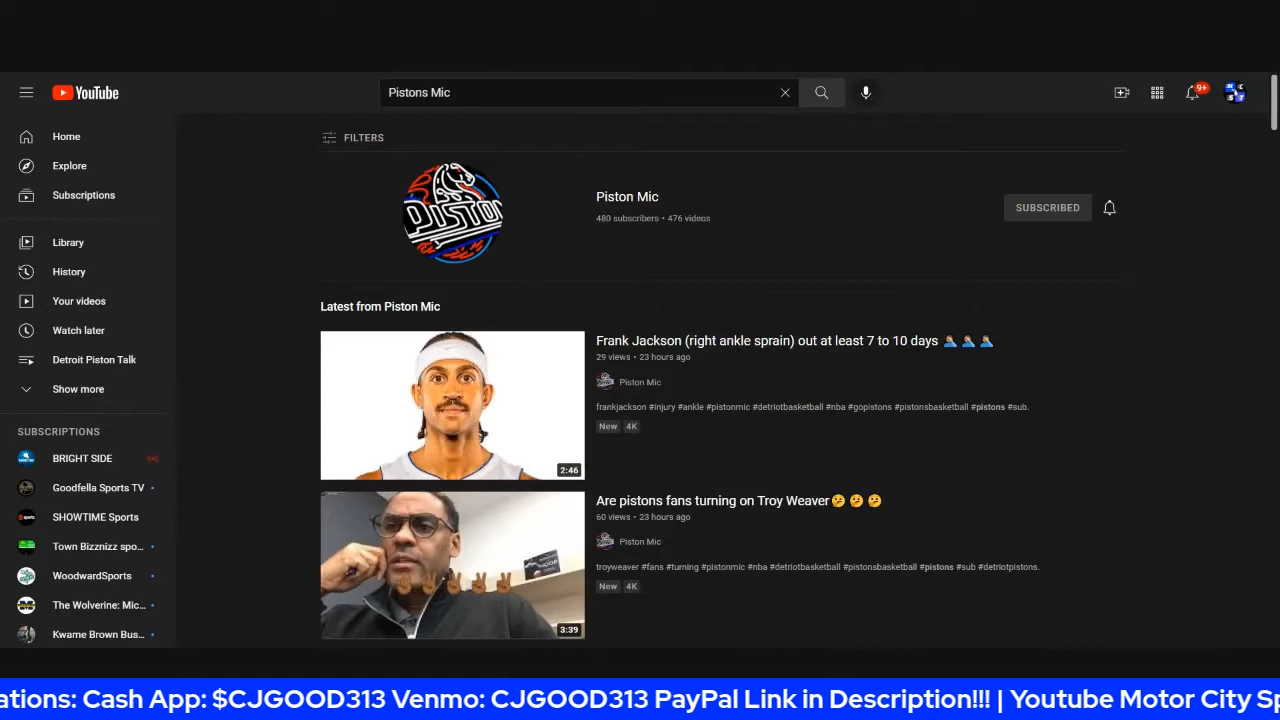 YouTube
Pistons Mic
9+
Home
Explore
Subscriptions
Library
History
Your videos
Watch later
Detroit Piston Talk
Show more
SUBSCRIPTIONS
BRIGHT SIDE
Goodfella Sports TV
SHOWTIME Sports
Town Bizznizz spo...
WoodwardSports
The Wolverine: Mic...
Kwame Brown Bus...
FILTERS
PISTON
Piston Mic
480 subscribers • 476 videos
SUBSCRIBED
Latest from Piston Mic
2:46
Frank Jackson (right ankle sprain) out at least 7 to 10 days 🤦🏽‍♂️ 🤦🏽‍♂️ 🤦🏽‍♂️
29 views • 23 hours ago
Piston Mic
frankjackson #injury #ankle #pistonmic #detriotbasketball #nba #gopistons #pistonsbasketball #pistons #sub.
New 4K
3:39
Are pistons fans turning on Troy Weaver🤔 🤔 🤔
60 views • 23 hours ago
Piston Mic
troyweaver #fans #turning #pistonmic #nba #detriotbasketball #pistonsbasketball #pistons #sub #detriotpistons.
New 4K
ations: Cash App: $CJGOOD313 Venmo: CJGOOD313 PayPal Link in Description!!! | Youtube Motor City Sp